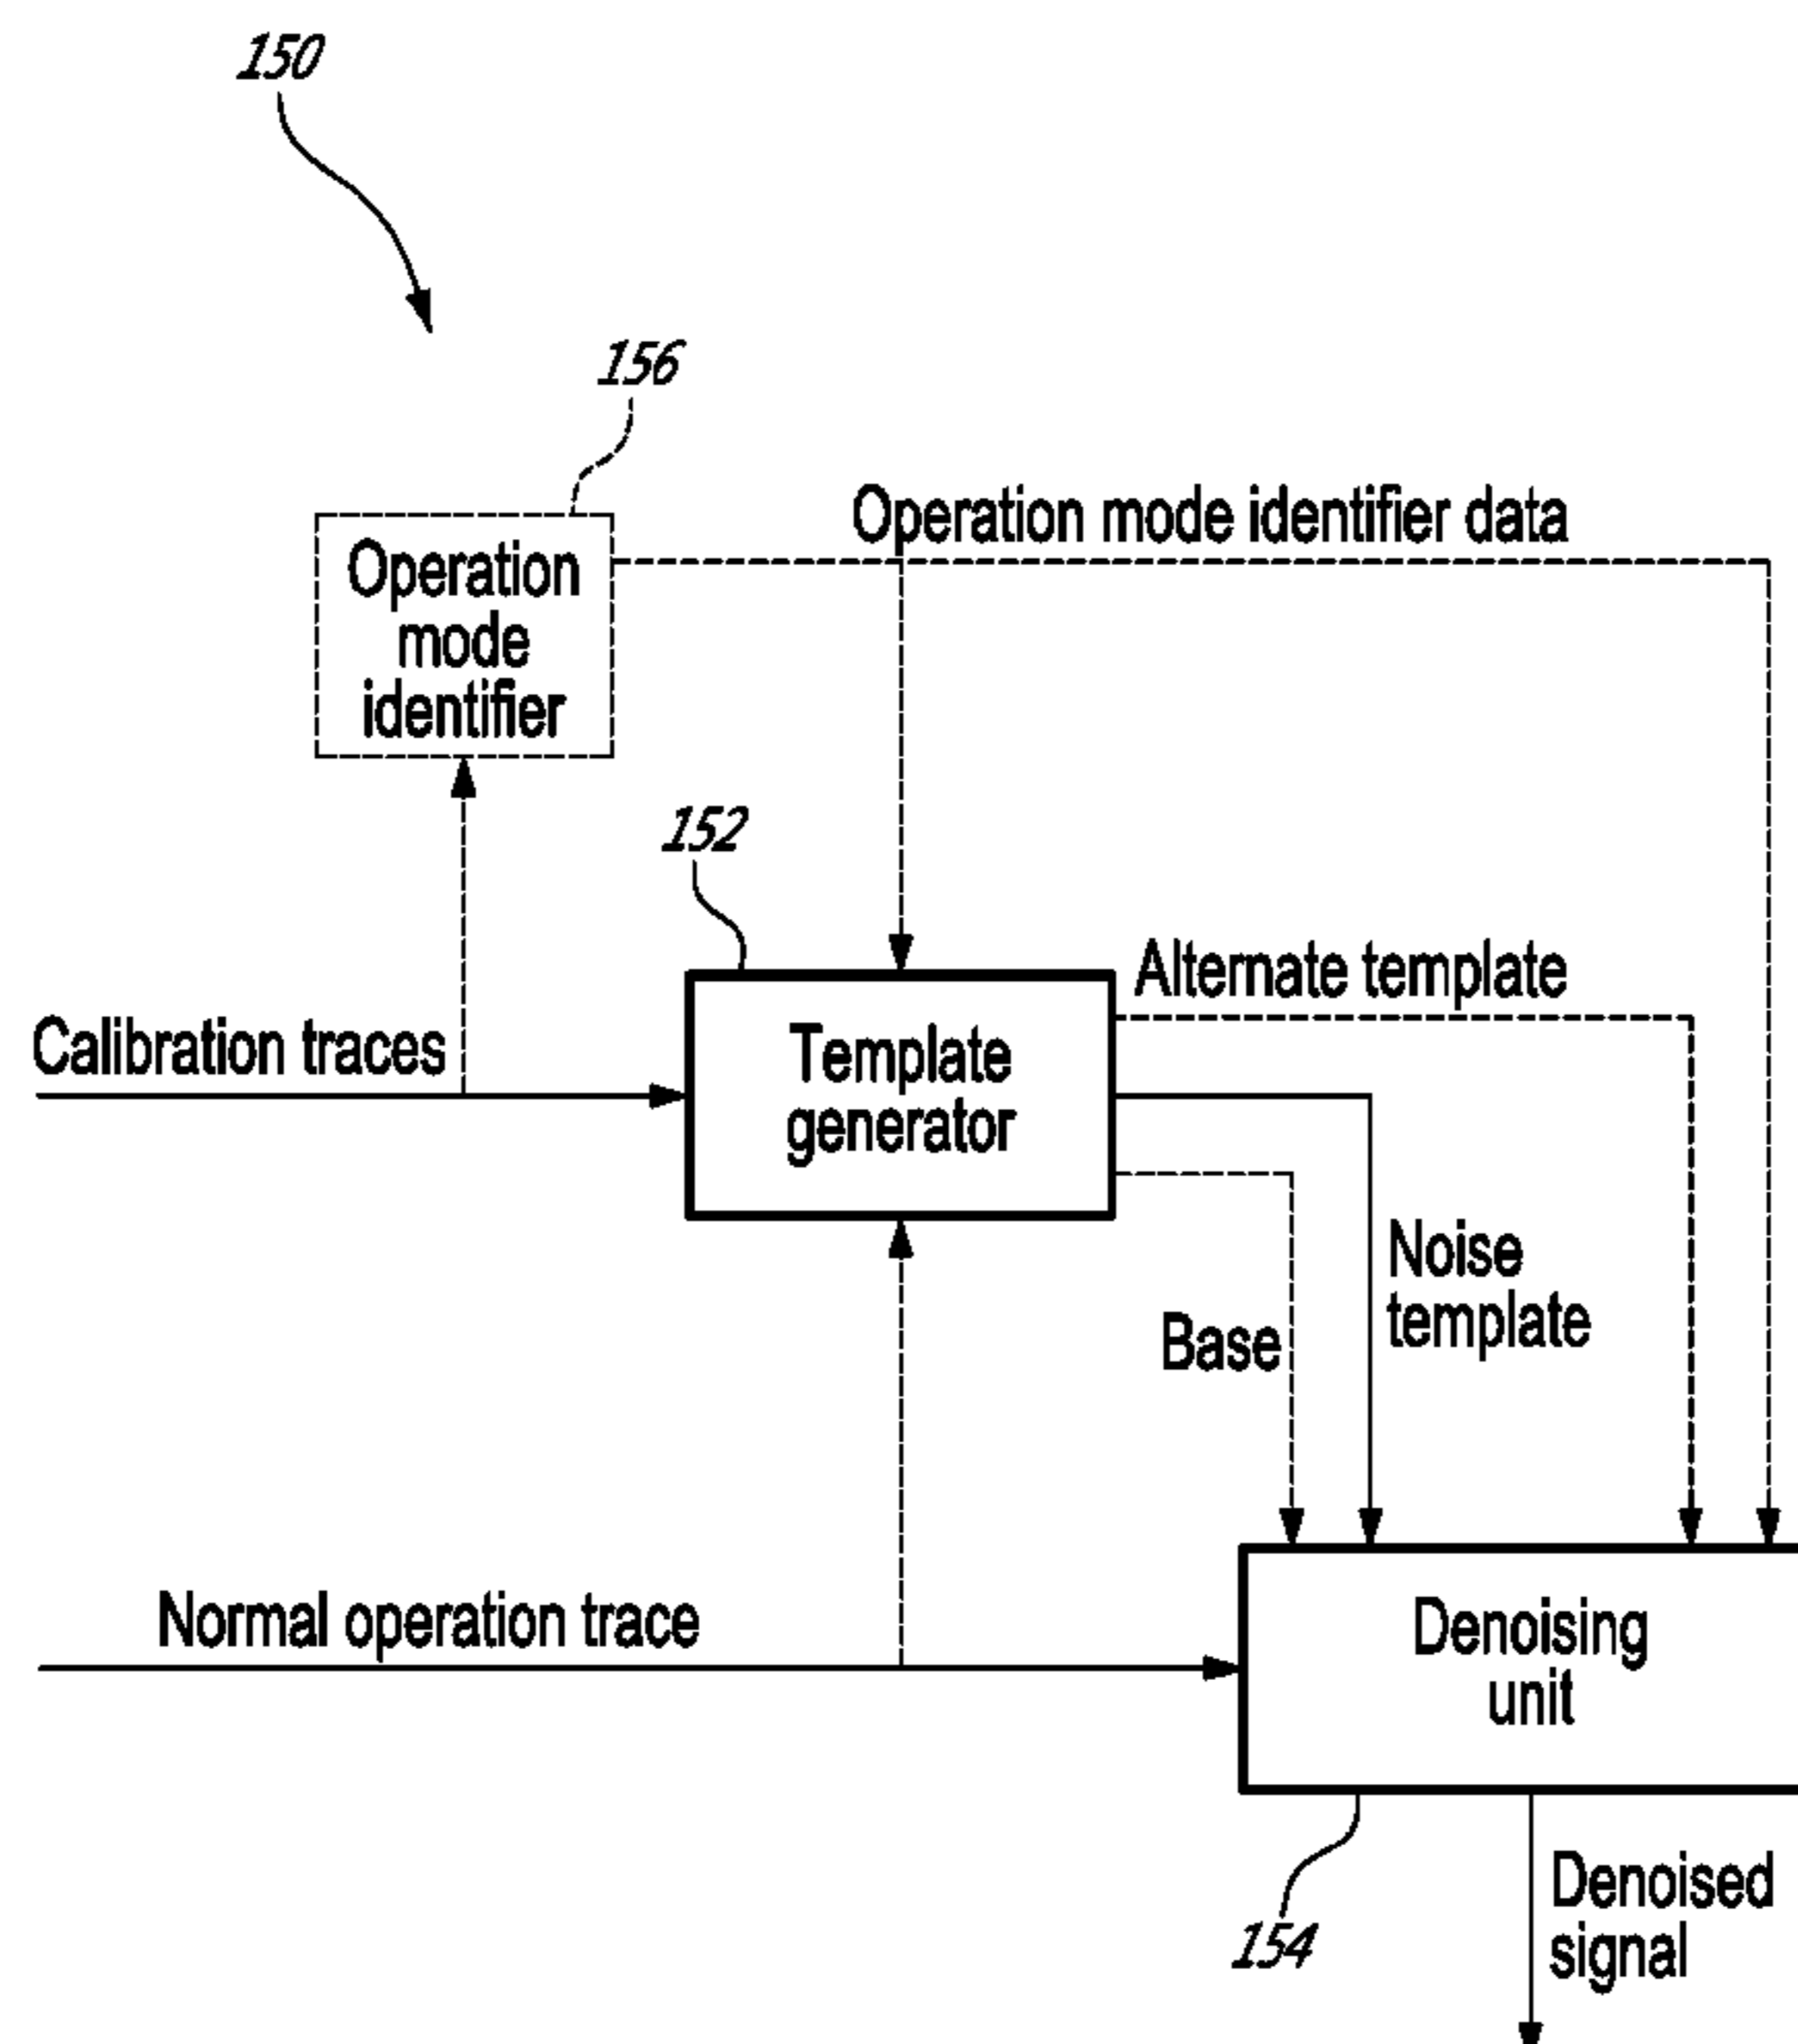 150
156
Operation mode identifier data
Operation
mode
identifier
152
Alternate template
Calibration traces
Template
generator
Noise
template
Base
Normal operation trace
Denoising
unit
154
Denoised
signal